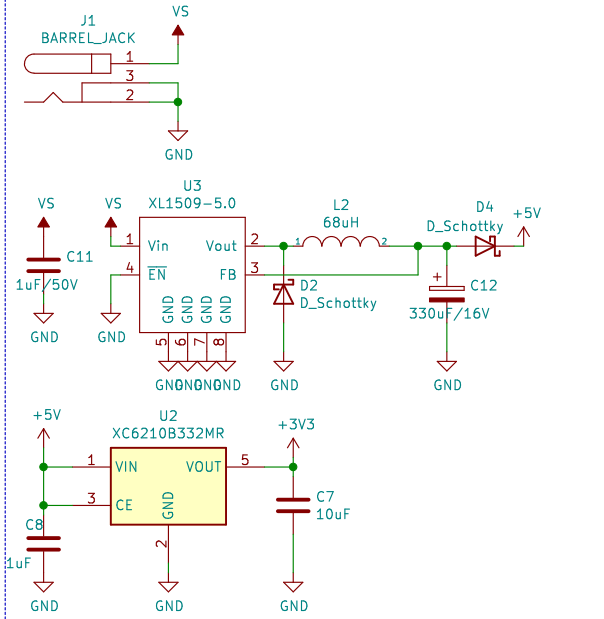 VS
J1
BARREL_JACK
1
3
2
GND
VS
VS
U3
XL1509-5.0
L2
68uH
D4
D_Schottky
+5V
C11
1uF/50V
1
Vin
Vout
2
1
2
4
EN
FB
3
+
C12
330uF/16V
D2
D_Schottky
GND
GND
GND
GND
5
6
7
8
GND
GND
GND
GND
GND
GND
GND
GND
+5V
U2
XC6210B332MR
+3V3
1
VIN
VOUT
5
3
CE
GND
2
C8
1uF
C7
10uF
GND
GND
GND